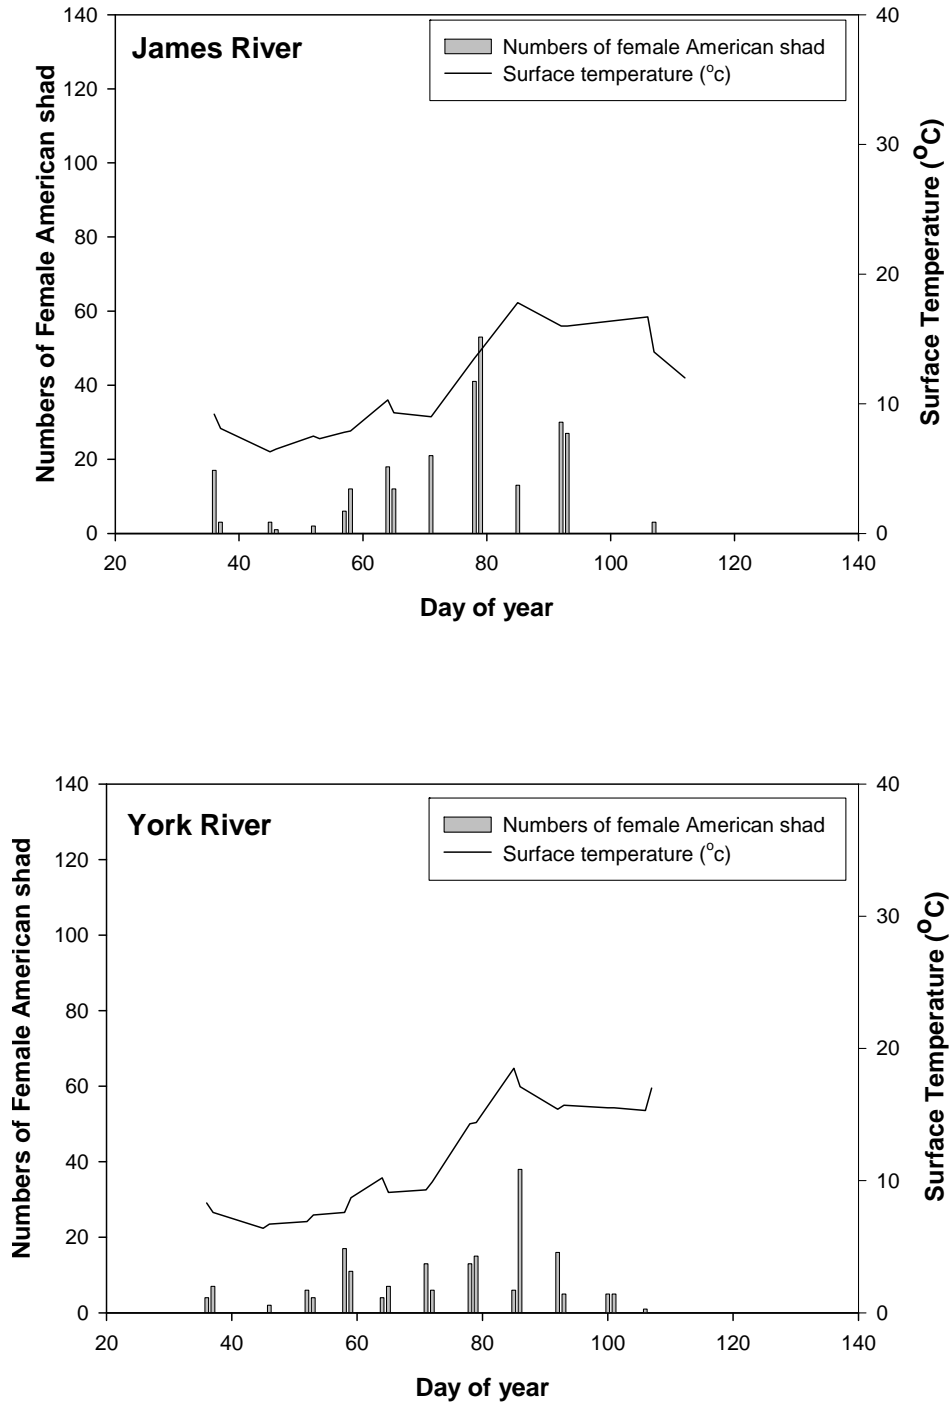 James River
Numbers of female American shad
Surface temperature (°c)
140
120
100
80
60
40
20
0
Numbers of Female American shad
40
30
20
10
0
Surface Temperature (°C)
20 40 60 80 100 120 140
Day of year
York River
Numbers of female American shad
Surface temperature (°c)
140
120
100
80
60
40
20
0
Numbers of Female American shad
40
30
20
10
0
Surface Temperature (°C)
20 40 60 80 100 120 140
Day of year